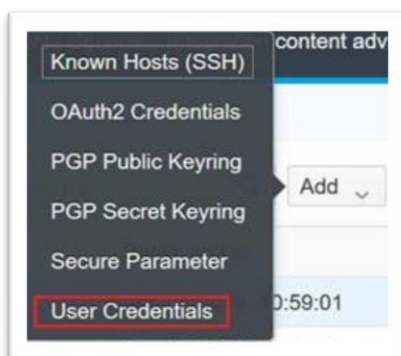 content adv
Known Hosts (SSH)
OAuth2 Credentials
PGP Public Keyring
Add
PGP Secret Keyring
Secure Parameter
User Credentials
0:59:01